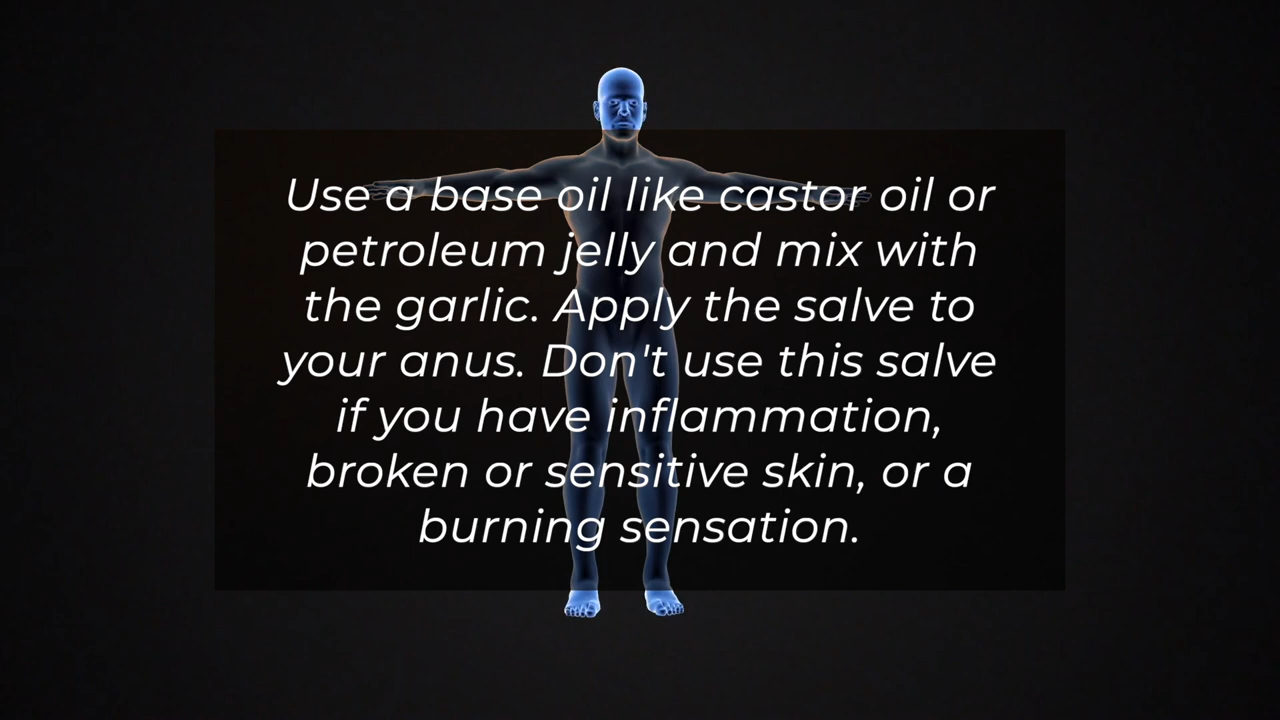 Use a base oil like castor oil or
petroleum jelly and mix with
the garlic. Apply the salve to
your anus. Don't use this salve
if you have inflammation,
broken or sensitive skin, or a
burning sensation.